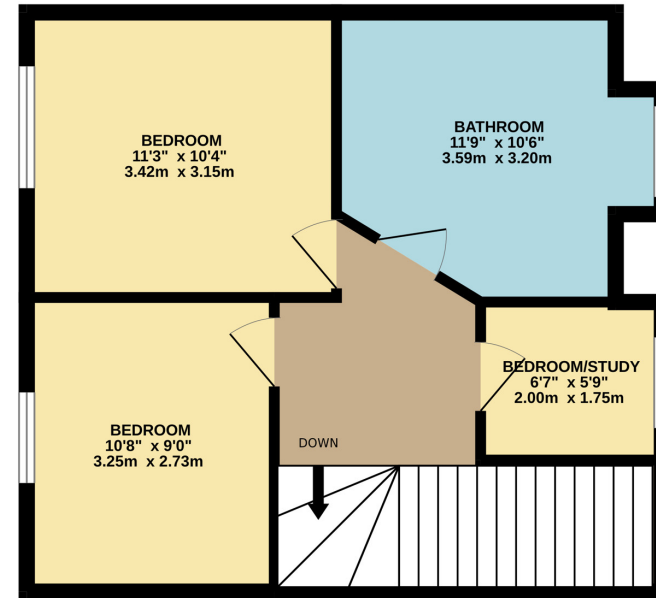 BEDROOM
11'3" x 10'4"
3.42m x 3.15m
BATHROOM
11'9" x 10'6"
3.59m x 3.20m
BEDROOM/STUDY
6'7" x 5'9"
2.00m x 1.75m
BEDROOM
10'8" x 9'0"
3.25m x 2.73m
DOWN